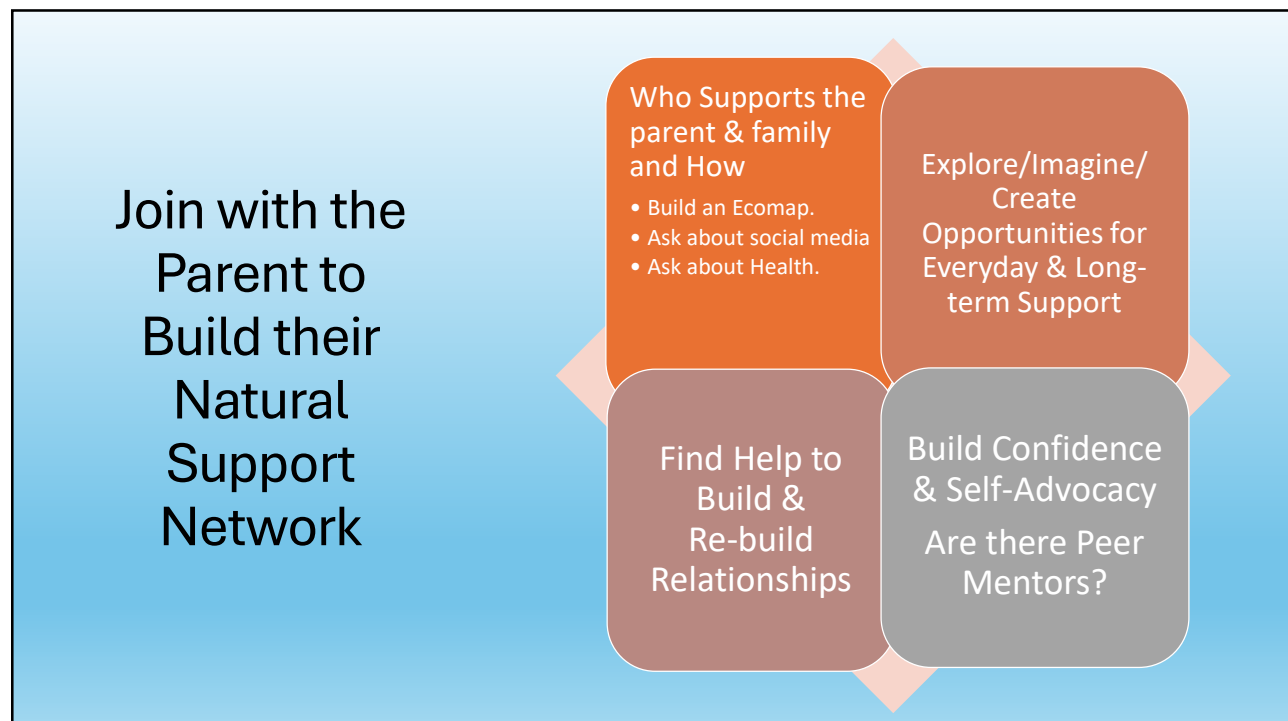 Join with the
Parent to
Build their
Natural
Support
Network
Who Supports the
parent & family
and How
• Build an Ecomap.
• Ask about social media
• Ask about Health.
Explore/Imagine/
Create
Opportunities for
Everyday & Long-
term Support
Find Help to
Build &
Re-build
Relationships
Build Confidence
& Self-Advocacy
Are there Peer
Mentors?